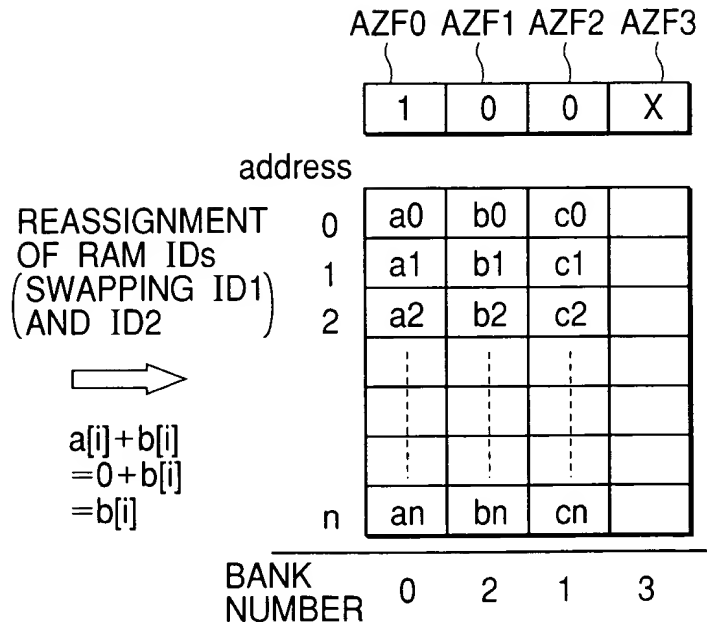 AZF0 AZF1 AZF2 AZF3
1 0 0 X
address
REASSIGNMENT
OF RAM IDs
(SWAPPING ID1
AND ID2)
a[i]+b[i]
=0+b[i]
=b[i]
0 a0 b0 c0
1 a1 b1 c1
2 a2 b2 c2
n an bn cn
BANK
NUMBER 0 2 1 3